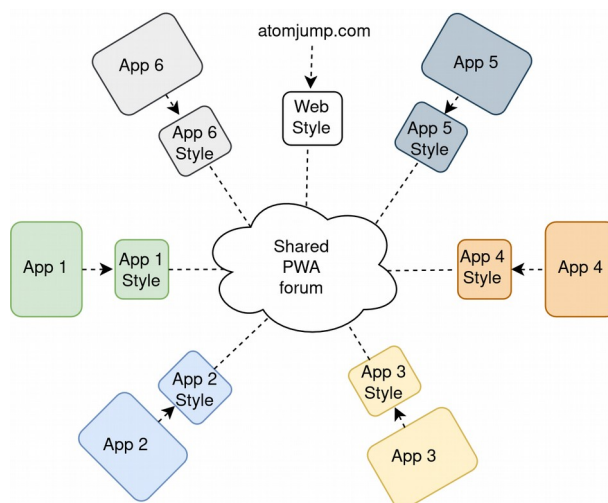 atomjump.com
App 6
App 5
Web
Style
App 6
Style
App 5
Style
App 1
App 1
Style
Shared
PWA
forum
App 4
Style
App 4
App 2
Style
App 3
Style
App 2
App 3